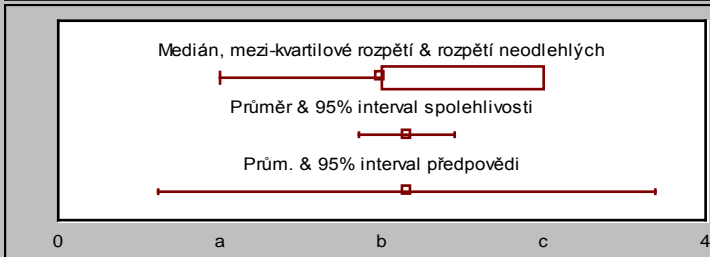 Medián, mezi-kvartilové rozpětí & rozpětí neodlehlých
Průměr & 95% interval spolehlivosti
Prům. & 95% interval předpovědi
0 a b c 4